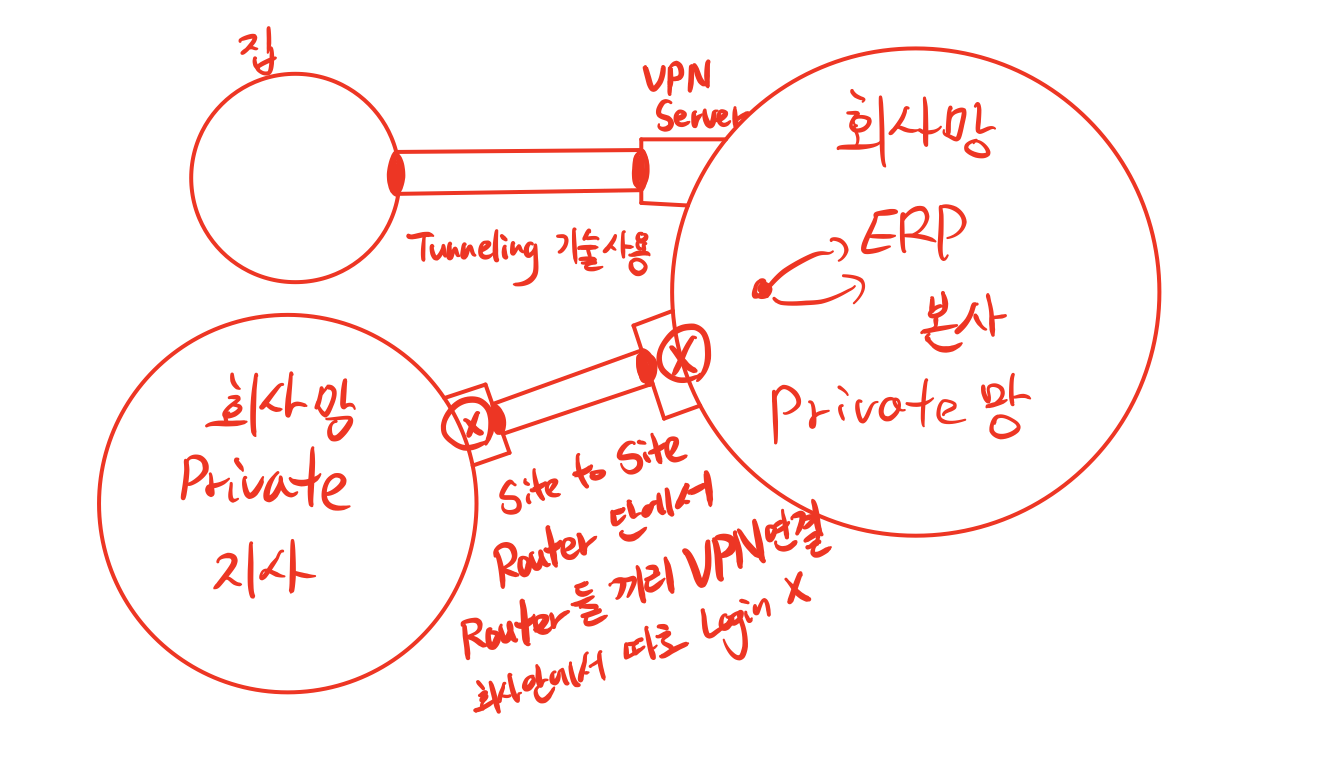 집
VPN
Server
Tunneling 기술사용
회사망
ERP
본사
Private 망
회사망
Private
지사
X
X
Site to Site
Router 단에서
Router들 끼리 VPN연결
회사안에서 따로 Login X